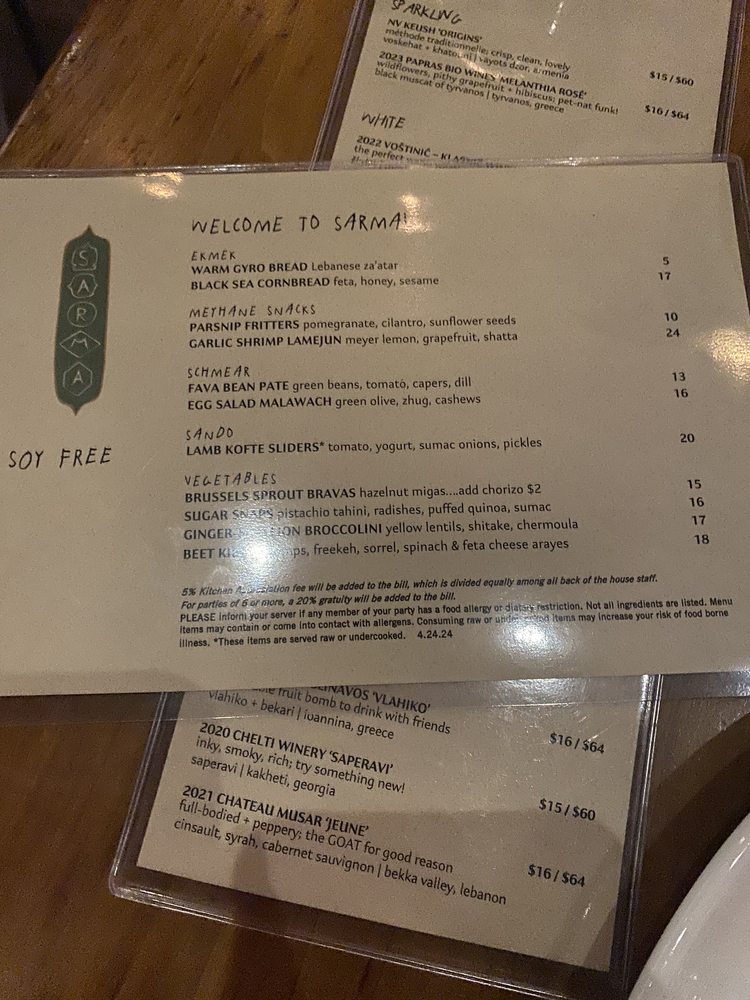 SPARKLING
NV KEUSH 'ORIGINS'
méthode traditionnelle; crisp, clean, lovely
voskehat + khatouni | vayots dzor, armenia
$15 / $60
2023 PAPRAS BIO WINES 'MELANTHIA ROSÉ'
wildflowers, pithy grapefruit + hibiscus; pet-nat funk!
black muscat of tyrvanos | tyrvanos, greece
$16 / $64
WHITE
2022 VOŠTINIĆ – KLASNIĆ
the perfect
SARMA
SOY FREE
WELCOME TO SARMA!
EKMEK
WARM GYRO BREAD Lebanese za'atar 5
BLACK SEA CORNBREAD feta, honey, sesame 17
METHANE SNACKS
PARSNIP FRITTERS pomegranate, cilantro, sunflower seeds 10
GARLIC SHRIMP LAMEJUN meyer lemon, grapefruit, shatta 24
SCHMEAR
FAVA BEAN PATE green beans, tomato, capers, dill 13
EGG SALAD MALAWACH green olive, zhug, cashews 16
SANDO
LAMB KOFTE SLIDERS* tomato, yogurt, sumac onions, pickles 20
VEGETABLES
BRUSSELS SPROUT BRAVAS hazelnut migas....add chorizo $2 15
SUGAR SNAPS pistachio tahini, radishes, puffed quinoa, sumac 16
GINGER BROCCOLINI yellow lentils, shitake, chermoula 17
BEET freekeh, sorrel, spinach & feta cheese arayes 18
5% Kitchen Appreciation fee will be added to the bill, which is divided equally among all back of the house staff.
For parties of 6 or more, a 20% gratuity will be added to the bill.
PLEASE inform your server if any member of your party has a food allergy or dietary restriction. Not all ingredients are listed. Menu
items may contain or come into contact with allergens. Consuming raw or undercooked items may increase your risk of food borne
illness. *These items are served raw or undercooked. 4.24.24
'VLAHIKO'
fruit bomb to drink with friends
vlahiko + bekari | ioannina, greece
$16 / $64
2020 CHELTI WINERY 'SAPERAVI'
inky, smoky, rich; try something new!
saperavi | kakheti, georgia
$15 / $60
2021 CHATEAU MUSAR 'JEUNE'
full-bodied + peppery; the GOAT for good reason
cinsault, syrah, cabernet sauvignon | bekka valley, lebanon
$16 / $64